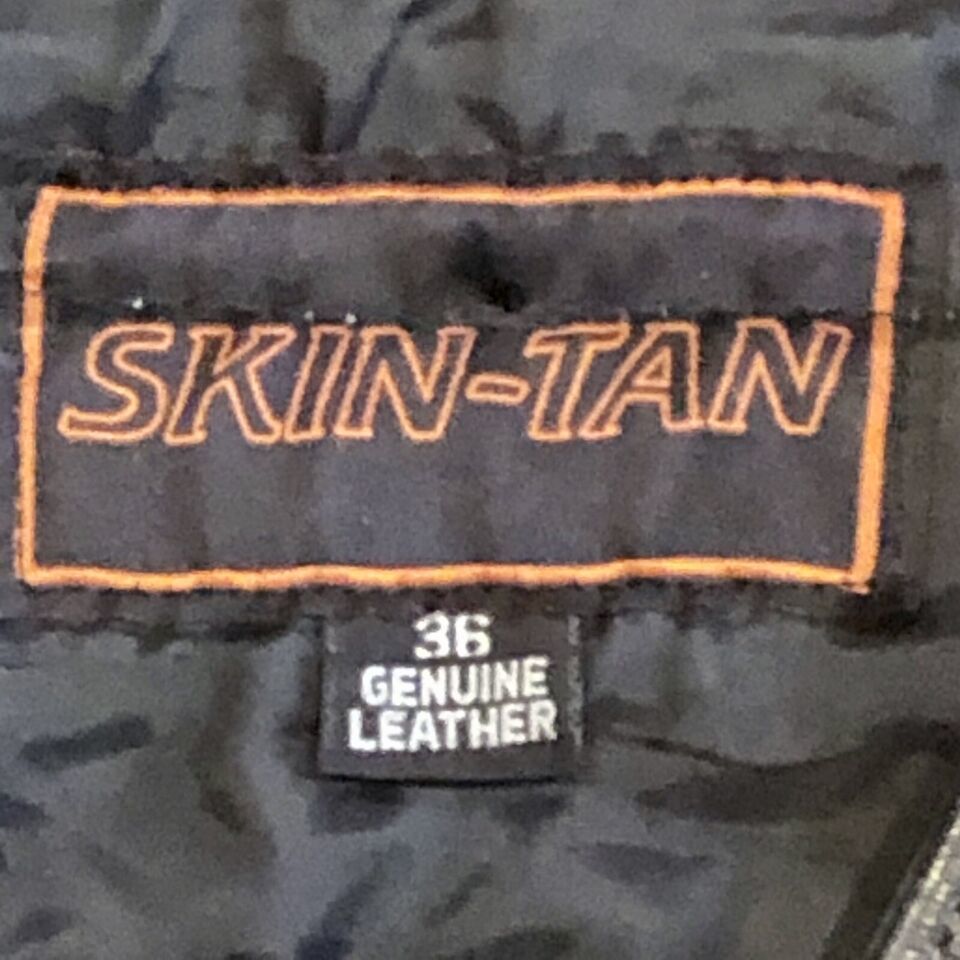 SKIN-TAN
36
GENUINE
LEATHER